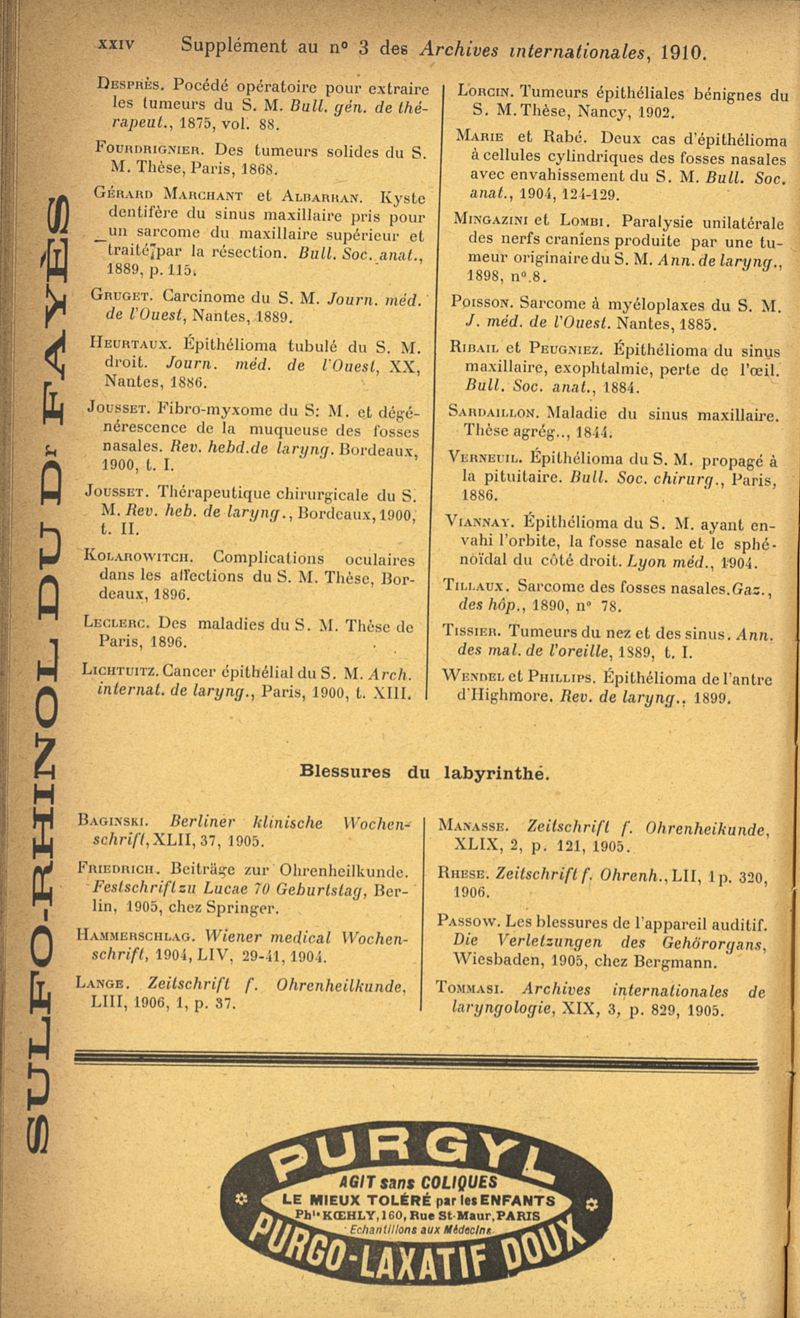 xxiv Supplément au nº 3 des Archives internationales, 1910.
Després. Pocédé opératoire pour extraire
les tumeurs du S. M. Bull. gén. de thé-
rapeut., 1875, vol. 88.
Fourdrignier. Des tumeurs solides du S.
M. Thèse, Paris, 1868.
Gérard Marchant et Albarran. Kyste
dentifère du sinus maxillaire pris pour
un sarcome du maxillaire supérieur et
traité par la résection. Bull. Soc. anat.,
1889, p. 115.
Gruget. Carcinome du S. M. Journ. méd.
de l'Ouest, Nantes, 1889.
Heurtaux. Épithélioma tubulé du S. M.
droit. Journ. méd. de l'Ouest, XX,
Nantes, 1886.
Jousset. Fibro-myxome du S: M. et dégé-
nérescence de la muqueuse des fosses
nasales. Rev. hebd.de laryng. Bordeaux,
1900, t. I.
Jousset. Thérapeutique chirurgicale du S.
M. Rev. heb. de laryng., Bordeaux, 1900,
t. II.
Kolarowitch. Complications oculaires
dans les affections du S. M. Thèse, Bor-
deaux, 1896.
Leclerc. Des maladies du S. M. Thèse de
Paris, 1896.
Lichtuitz. Cancer épithélial du S. M. Arch.
internat. de laryng., Paris, 1900, t. XIII.
Lorcin. Tumeurs épithéliales bénignes du
S. M. Thèse, Nancy, 1902.
Marie et Rabé. Deux cas d'épithélioma
à cellules cylindriques des fosses nasales
avec envahissement du S. M. Bull. Soc.
anat., 1904, 124-129.
Mingazini et Lombi. Paralysie unilatérale
des nerfs craniens produite par une tu-
meur originaire du S. M. Ann. de laryng.,
1898, nº 8.
Poisson. Sarcome à myéloplaxes du S. M.
J. méd. de l'Ouest. Nantes, 1885.
Ribail et Peugniez. Épithélioma du sinus
maxillaire, exophtalmie, perte de l'œil.
Bull. Soc. anat., 1884.
Sardaillon. Maladie du sinus maxillaire.
Thèse agrég.., 1844.
Verneuil. Épithélioma du S. M. propagé à
la pituitaire. Bull. Soc. chirurg., Paris,
1886.
Viannay. Épithélioma du S. M. ayant en-
vahi l'orbite, la fosse nasale et le sphé-
noïdal du côté droit. Lyon méd., 1904.
Tillaux. Sarcome des fosses nasales. Gaz.,
des hôp., 1890, nº 78.
Tissier. Tumeurs du nez et des sinus. Ann.
des mal. de l'oreille, 1889, t. I.
Wendel et Phillips. Épithélioma de l'antre
d'Highmore. Rev. de laryng., 1899.
Blessures du labyrinthe.
Baginski. Berliner klinische Wochen-
schrift, XLII, 37, 1905.
Friedrich. Beiträge zur Ohrenheilkunde.
Festschrift zu Lucae 70 Geburtstag, Ber-
lin, 1905, chez Springer.
Hammerschlag. Wiener medical Wochen-
schrift, 1904, LIV, 29-41, 1904.
Lange. Zeitschrift f. Ohrenheilkunde,
LIII, 1906, 1, p. 37.
Manasse. Zeitschrift f. Ohrenheikunde,
XLIX, 2, p. 121, 1905.
Rhese. Zeitschrift f. Ohrenh., LII, 1 p. 320,
1906.
Passow. Les blessures de l'appareil auditif.
Die Verletzungen des Gehörorgans,
Wiesbaden, 1905, chez Bergmann.
Tommasi. Archives internationales de
laryngologie, XIX, 3, p. 829, 1905.
SULFO-RHINOL DU Dr FAYÈS
PURGYL
AGIT sans COLIQUES
LE MIEUX TOLÉRÉ par les ENFANTS
Phie KŒHLY, 160, Rue St-Maur, PARIS
Echantillons aux Médecins.
PURGO-LAXATIF DOUX